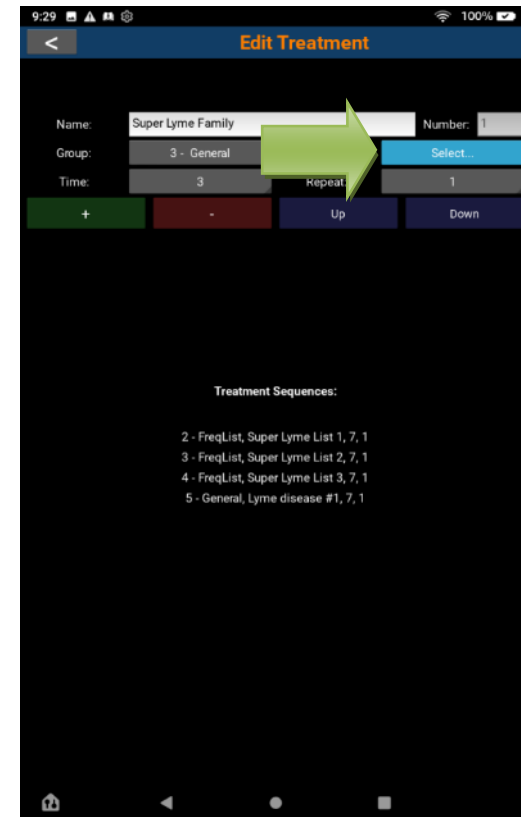 9:29 100%
< Edit Treatment
Name: Super Lyme Family Number: 1
Group: 3 - General Select...
Time: 3 Repeat: 1
+ - Up Down
Treatment Sequences:
2 - FreqList, Super Lyme List 1, 7, 1
3 - FreqList, Super Lyme List 2, 7, 1
4 - FreqList, Super Lyme List 3, 7, 1
5 - General, Lyme disease #1, 7, 1